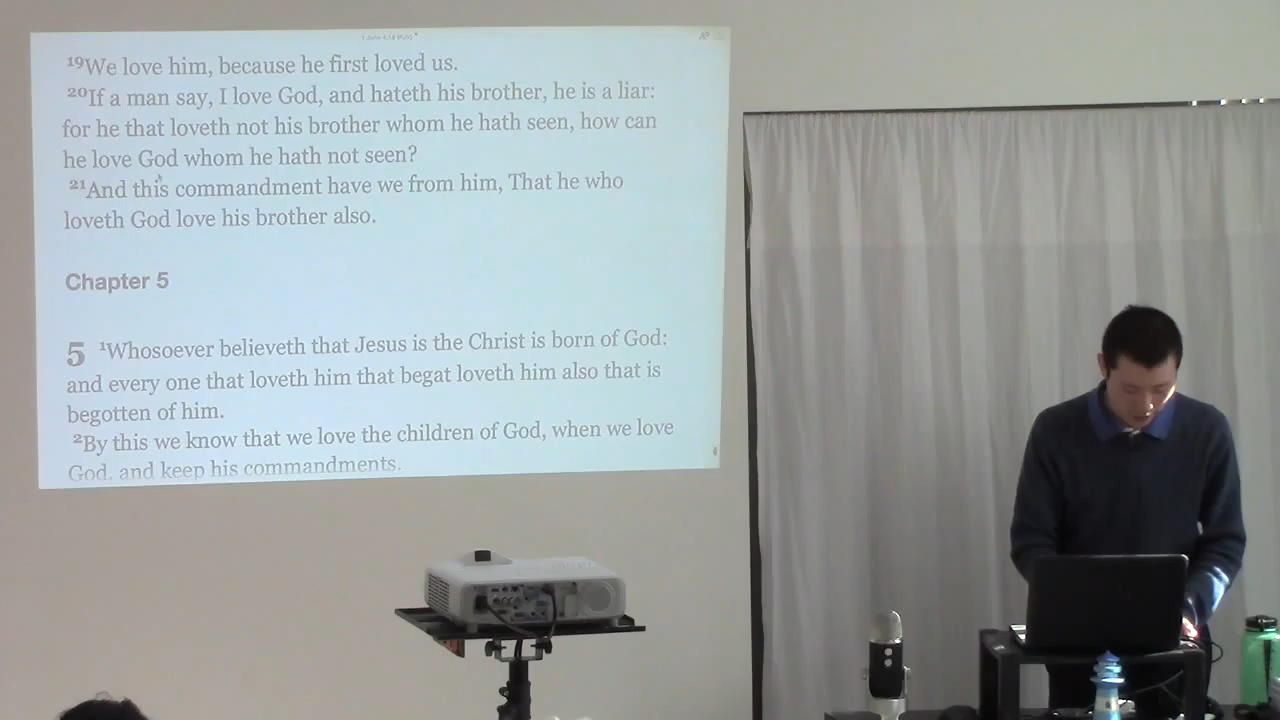 19We love him, because he first loved us.
20If a man say, I love God, and hateth his brother, he is a liar:
for he that loveth not his brother whom he hath seen, how can
he love God whom he hath not seen?
21And this commandment have we from him, That he who
loveth God love his brother also.
Chapter 5
5 1Whosoever believeth that Jesus is the Christ is born of God:
and every one that loveth him that begat loveth him also that is
begotten of him.
2By this we know that we love the children of God, when we love
God, and keep his commandments.